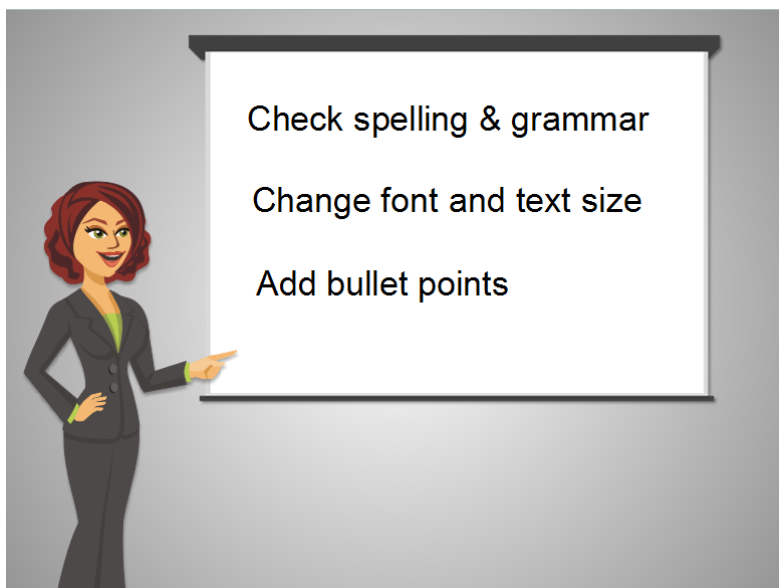 Check spelling & grammar
Change font and text size
Add bullet points